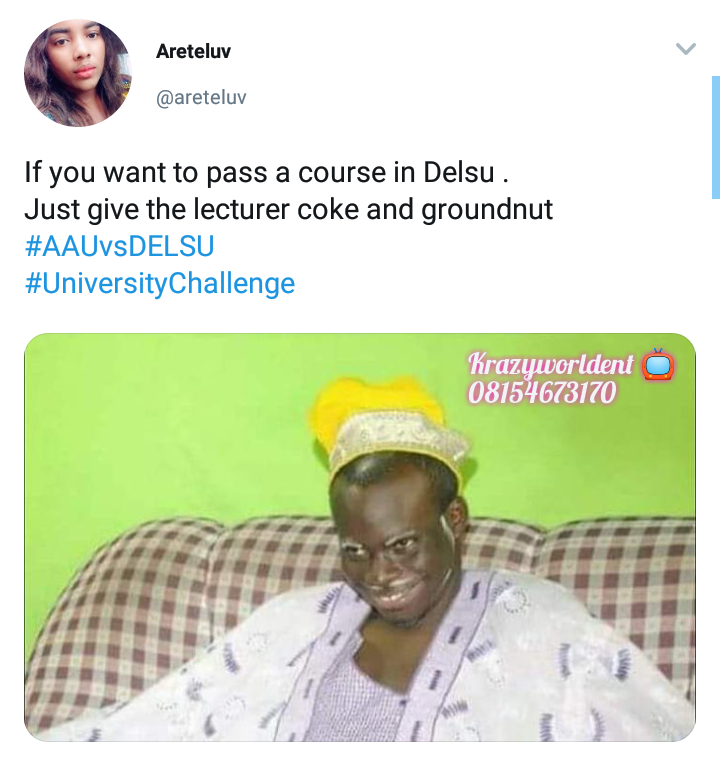 Areteluv
@areteluv
If you want to pass a course in Delsu .
Just give the lecturer coke and groundnut
#AAUvsDELSU
#UniversityChallenge
Krazyworldent
08154673170